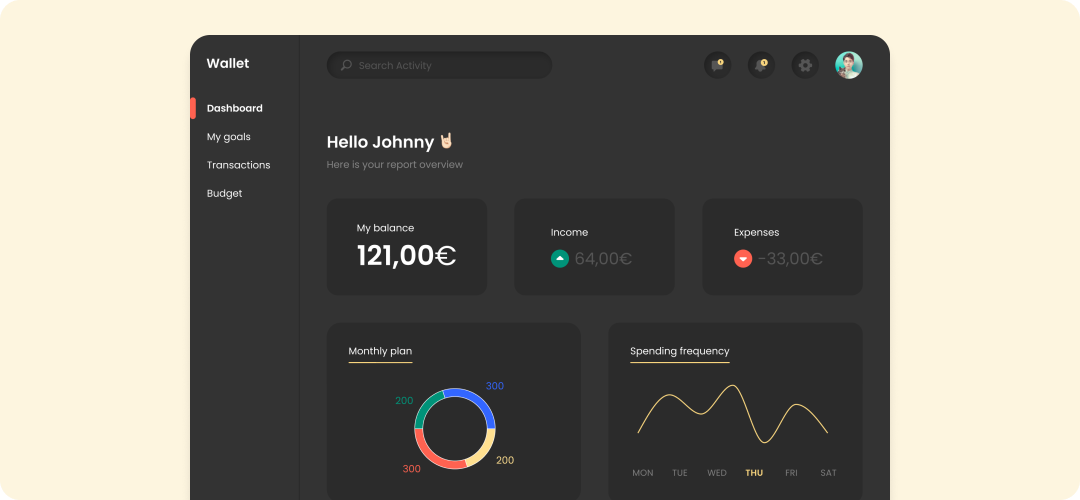 Wallet
Search Activity
Dashboard
My goals
Transactions
Budget
Hello Johnny 🤘🏻
Here is your report overview
My balance
121,00€
Income
64,00€
Expenses
-33,00€
Monthly plan
300
200
300
200
Spending frequency
MON TUE WED THU FRI SAT